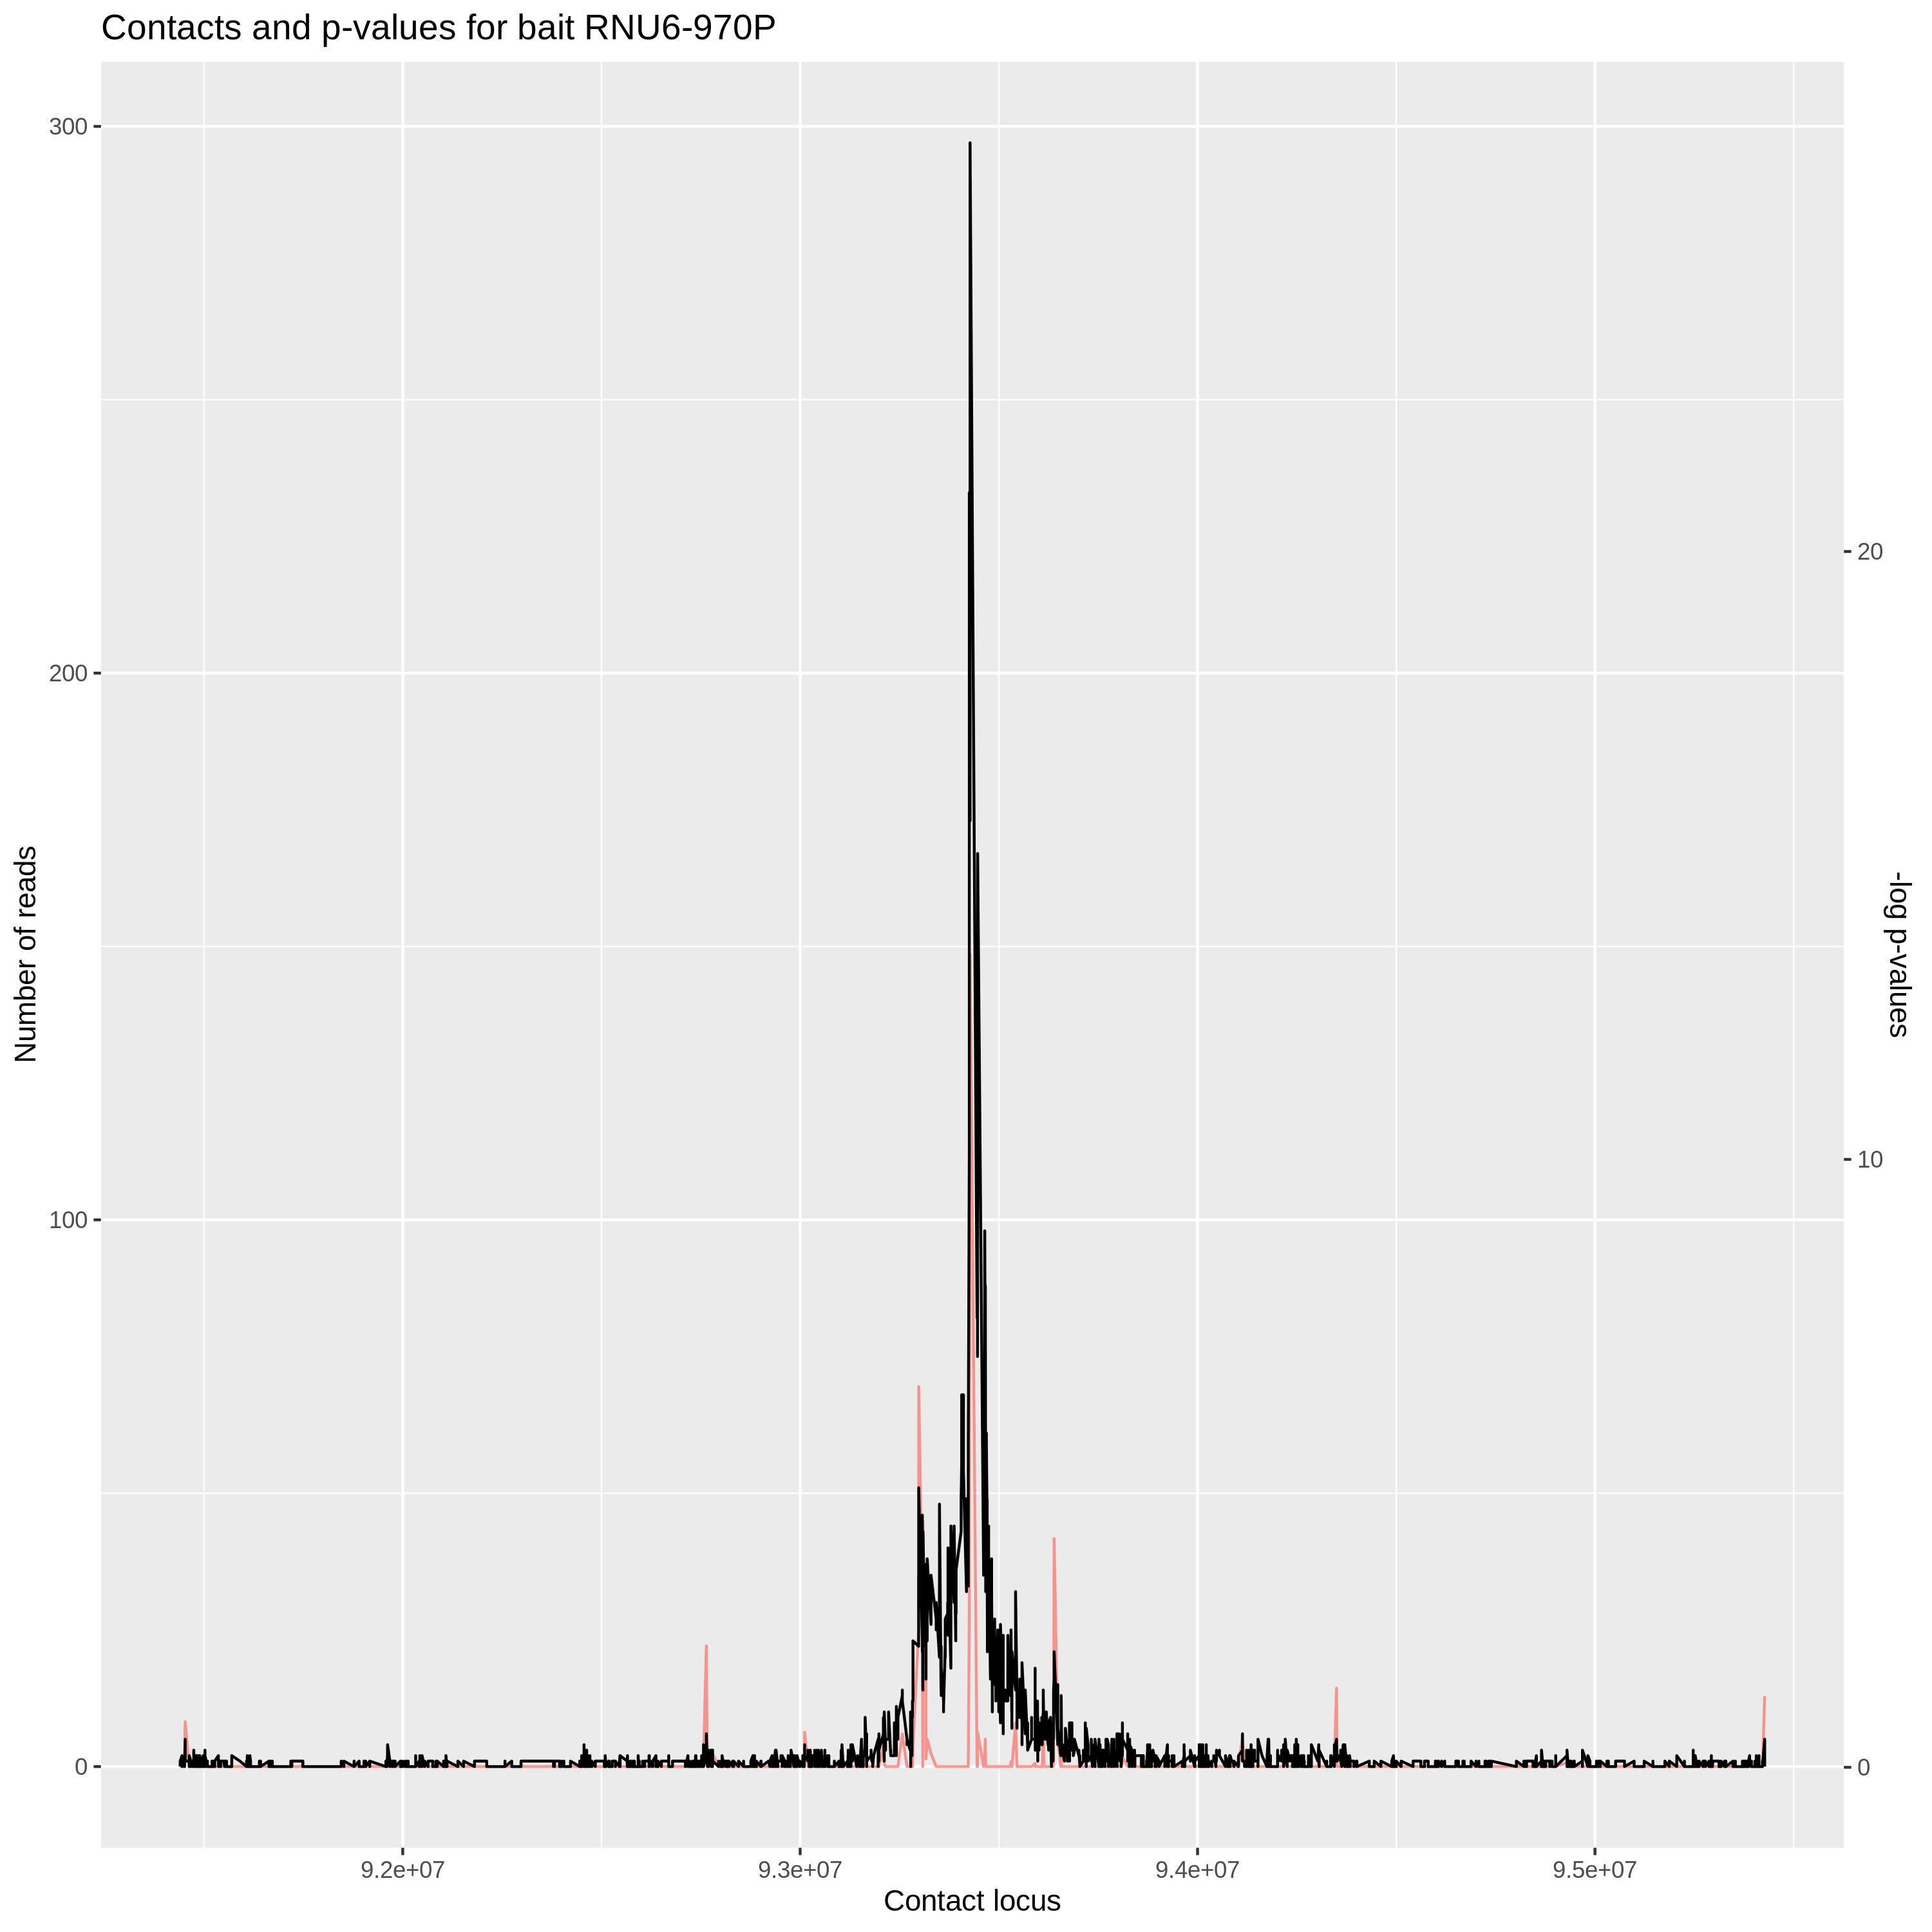 Contacts and p-values for bait RNU6-970P
300
200
100
0
Number of reads
20
10
0
-log p-values
9.2e+07
9.3e+07
9.4e+07
9.5e+07
Contact locus